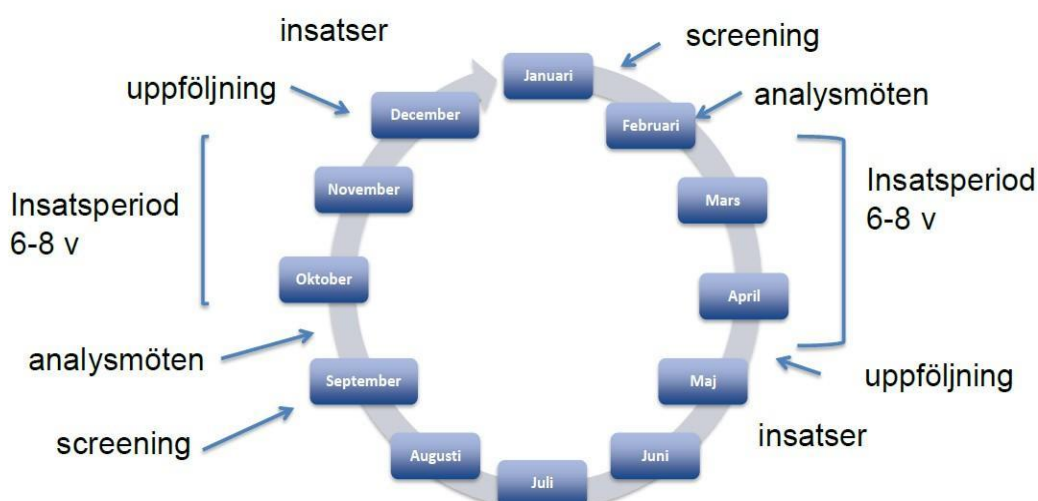 insatser
screening
Januari
uppföljning
analysmöten
December
Februari
Insatsperiod
6-8 v
November
Mars
Insatsperiod
6-8 v
Oktober
April
analysmöten
September
Maj
uppföljning
screening
insatser
Augusti
Juni
Juli